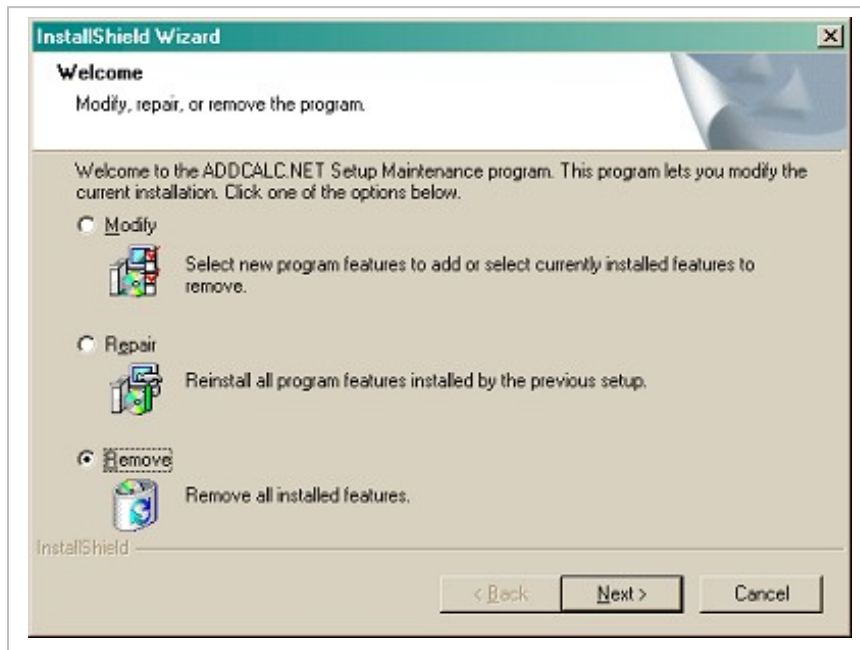 InstallShield Wizard
Welcome
Modify, repair, or remove the program.
Welcome to the ADDCALC.NET Setup Maintenance program. This program lets you modify the
current installation. Click one of the options below.
Modify
Select new program features to add or select currently installed features to
remove.
Repair
Reinstall all program features installed by the previous setup.
Remove
Remove all installed features.
InstallShield
< Back
Next >
Cancel